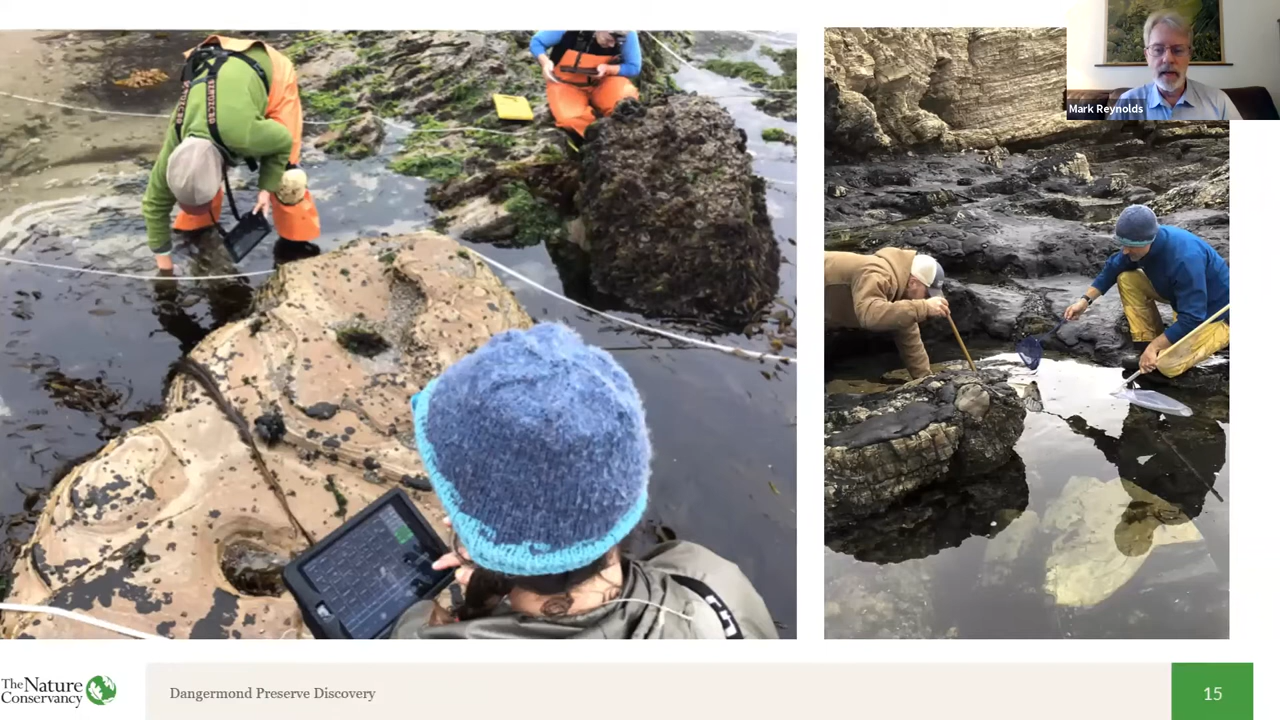 Mark Reynolds
The Nature
Conservancy
Dangermond Preserve Discovery
15